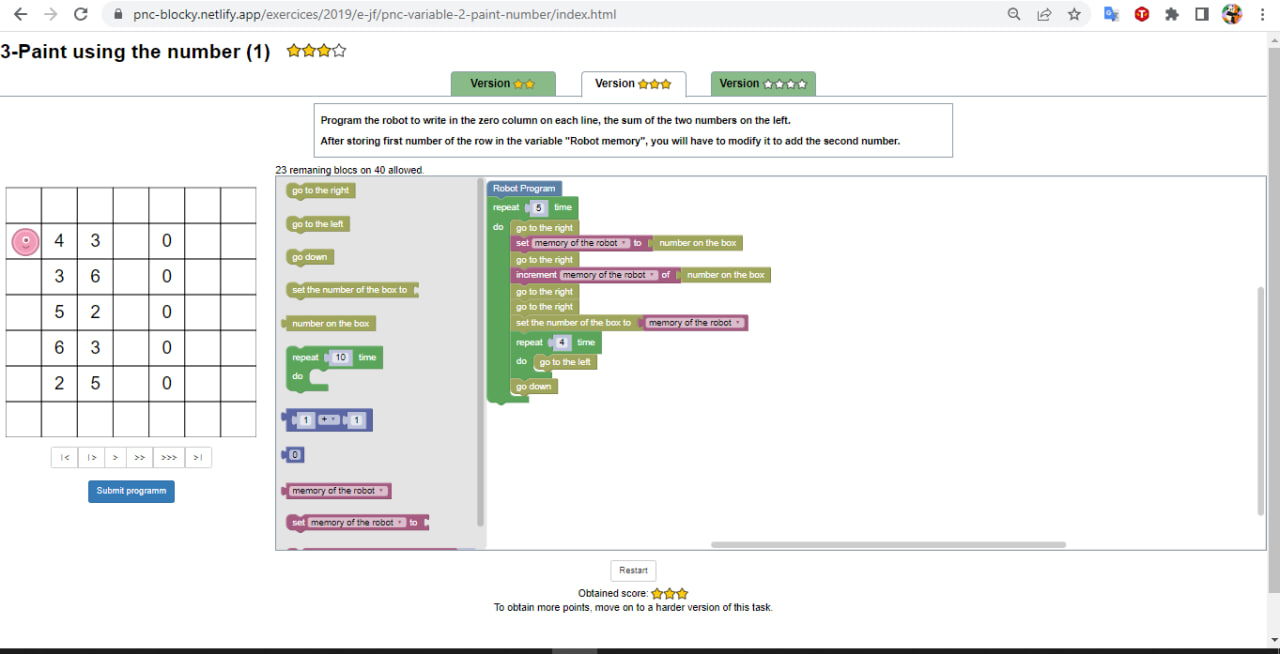 pnc-blocky.netlify.app/exercices/2019/e-jf/pnc-variable-2-paint-number/index.html
3-Paint using the number (1)
Version
Version
Version
Program the robot to write in the zero column on each line, the sum of the two numbers on the left.
After storing first number of the row in the variable "Robot memory", you will have to modify it to add the second number.
23 remaning blocs on 40 allowed.
4 3 0
3 6 0
5 2 0
6 3 0
2 5 0
|< |> > >> >>> >|
Submit programm
go to the right
go to the left
go down
set the number of the box to
number on the box
repeat 10 time
do
1 + 1
0
memory of the robot
set memory of the robot to
Robot Program
repeat 5 time
do go to the right
set memory of the robot to number on the box
go to the right
increment memory of the robot of number on the box
go to the right
go to the right
set the number of the box to memory of the robot
repeat 4 time
do go to the left
go down
Restart
Obtained score:
To obtain more points, move on to a harder version of this task.